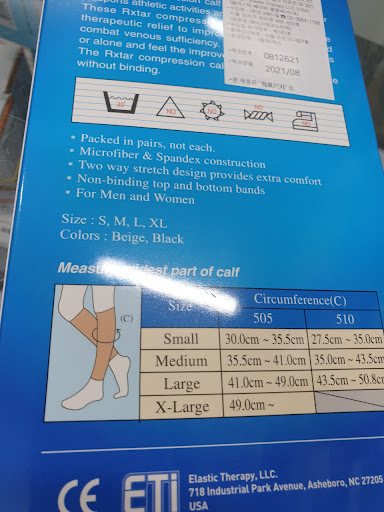 These Rxtar compression
therapeutic relief to impro
combat venous sufficiency.
or alone and feel the improve
The Rxtar compression cal
without binding.
0812621
2021/08
30°
NO
NO
NO
• Packed in pairs, not each.
• Microfiber & Spandex construction
• Two way stretch design provides extra comfort
• Non-binding top and bottom bands
• For Men and Women
Size : S, M, L, XL
Colors : Beige, Black
Measu est part of calf
(C)
Size Circumference(C)
505 510
Small 30.0cm ~ 35.5cm 27.5cm ~ 35.0cm
Medium 35.5cm ~ 41.0cm 35.0cm ~ 43.5cm
Large 41.0cm ~ 49.0cm 43.5cm ~ 50.8cm
X-Large 49.0cm ~
CE ETi
Elastic Therapy, LLC.
718 Industrial Park Avenue, Asheboro, NC 27205
USA